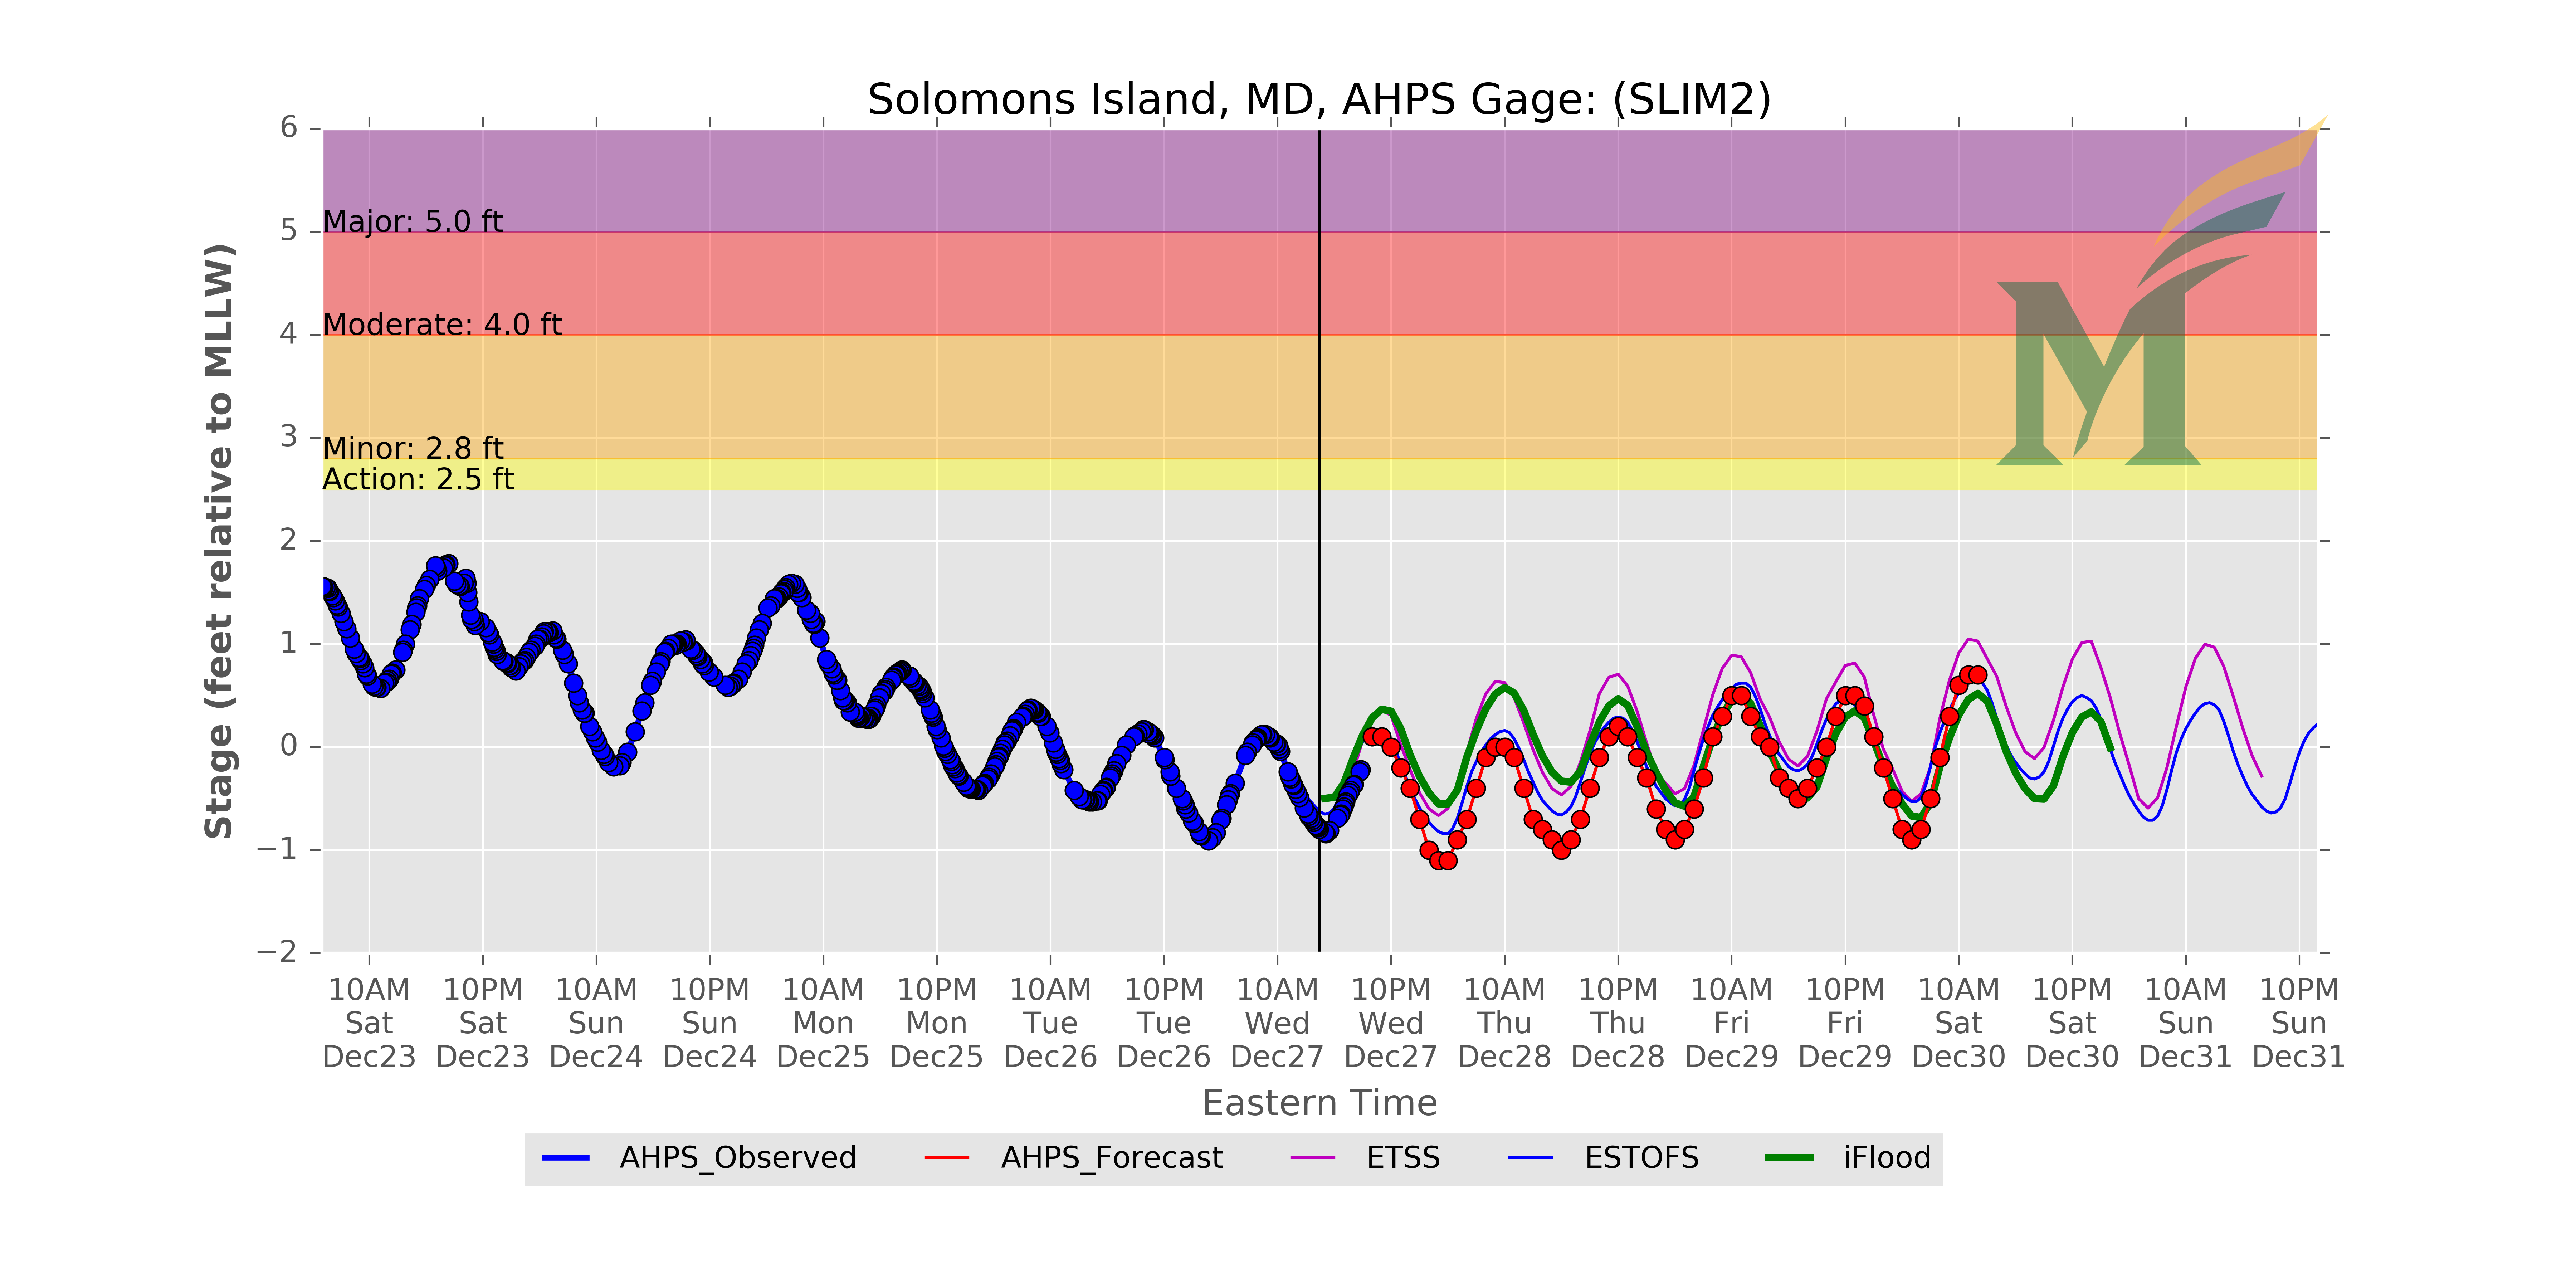 Solomons Island, MD, AHPS Gage: (SLIM2)
6
5
4
3
2
1
0
−1
−2
Stage (feet relative to MLLW)
Major: 5.0 ft
Moderate: 4.0 ft
Minor: 2.8 ft
Action: 2.5 ft
M
10AM 10PM 10AM 10PM 10AM 10PM 10AM 10PM 10AM 10PM 10AM 10PM 10AM 10PM 10AM 10PM 10AM 10PM
Sat Sat Sun Sun Mon Mon Tue Tue Wed Wed Thu Thu Fri Fri Sat Sat Sun Sun
Dec23 Dec23 Dec24 Dec24 Dec25 Dec25 Dec26 Dec26 Dec27 Dec27 Dec28 Dec28 Dec29 Dec29 Dec30 Dec30 Dec31 Dec31
Eastern Time
AHPS_Observed AHPS_Forecast ETSS ESTOFS iFlood